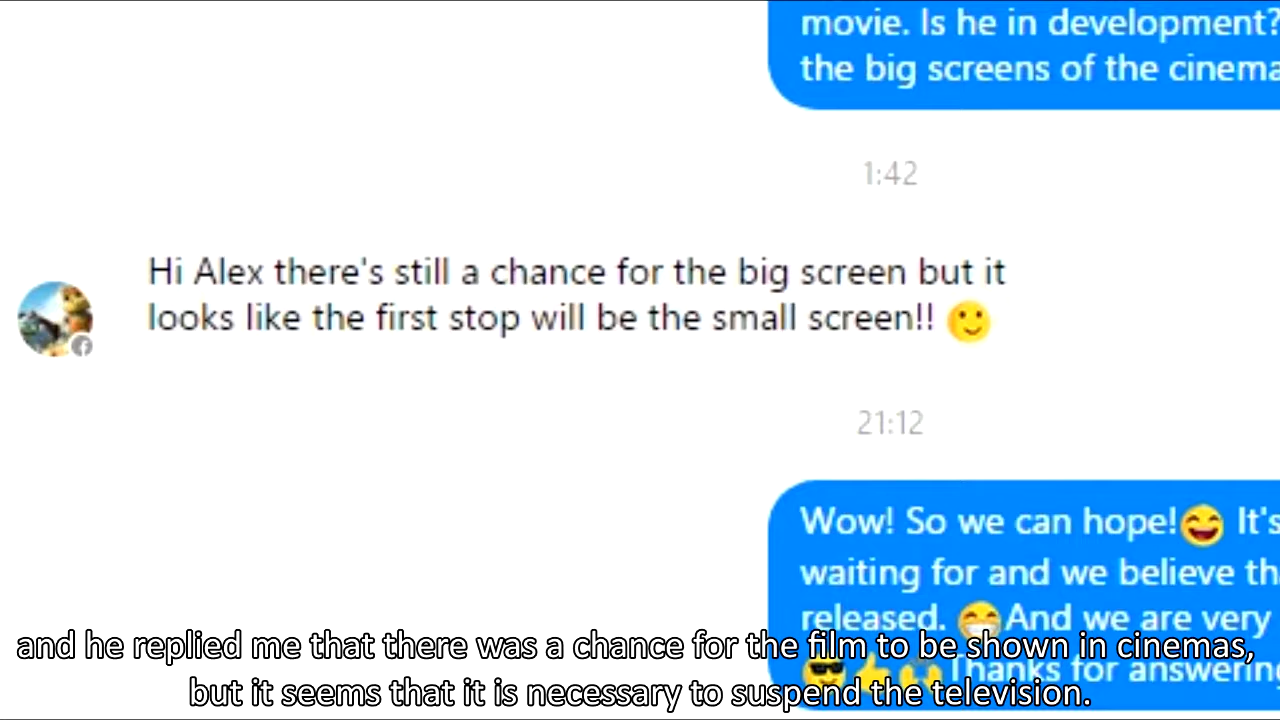 movie. Is he in development?
the big screens of the cinema
1:42
Hi Alex there's still a chance for the big screen but it
looks like the first stop will be the small screen!! 🙂
21:12
Wow! So we can hope!😄 It's
waiting for and we believe th
released. 😁And we are very
😎👍🙌Thanks for answering
and he replied me that there was a chance for the film to be shown in cinemas,
but it seems that it is necessary to suspend the television.